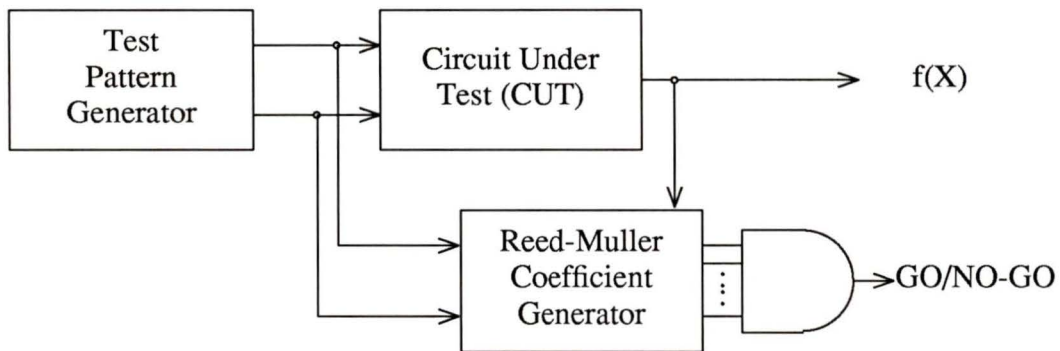 Test
Pattern
Generator
Circuit Under
Test (CUT)
f(X)
Reed-Muller
Coefficient
Generator
GO/NO-GO